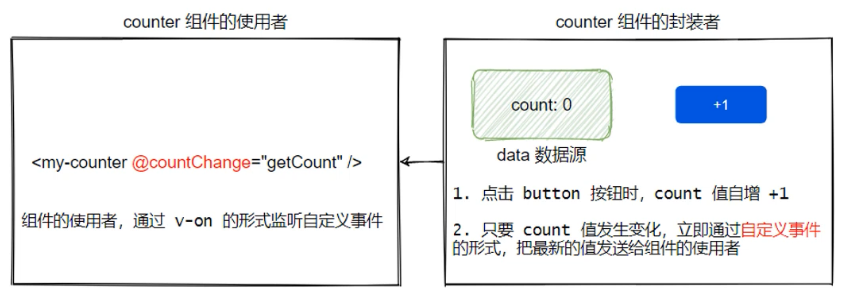 counter 组件的使用者
<my-counter @countChange="getCount" />
组件的使用者，通过 v-on 的形式监听自定义事件
counter 组件的封装者
count: 0
+1
data 数据源
1. 点击 button 按钮时，count 值自增 +1
2. 只要 count 值发生变化，立即通过自定义事件
的形式，把最新的值发送给组件的使用者